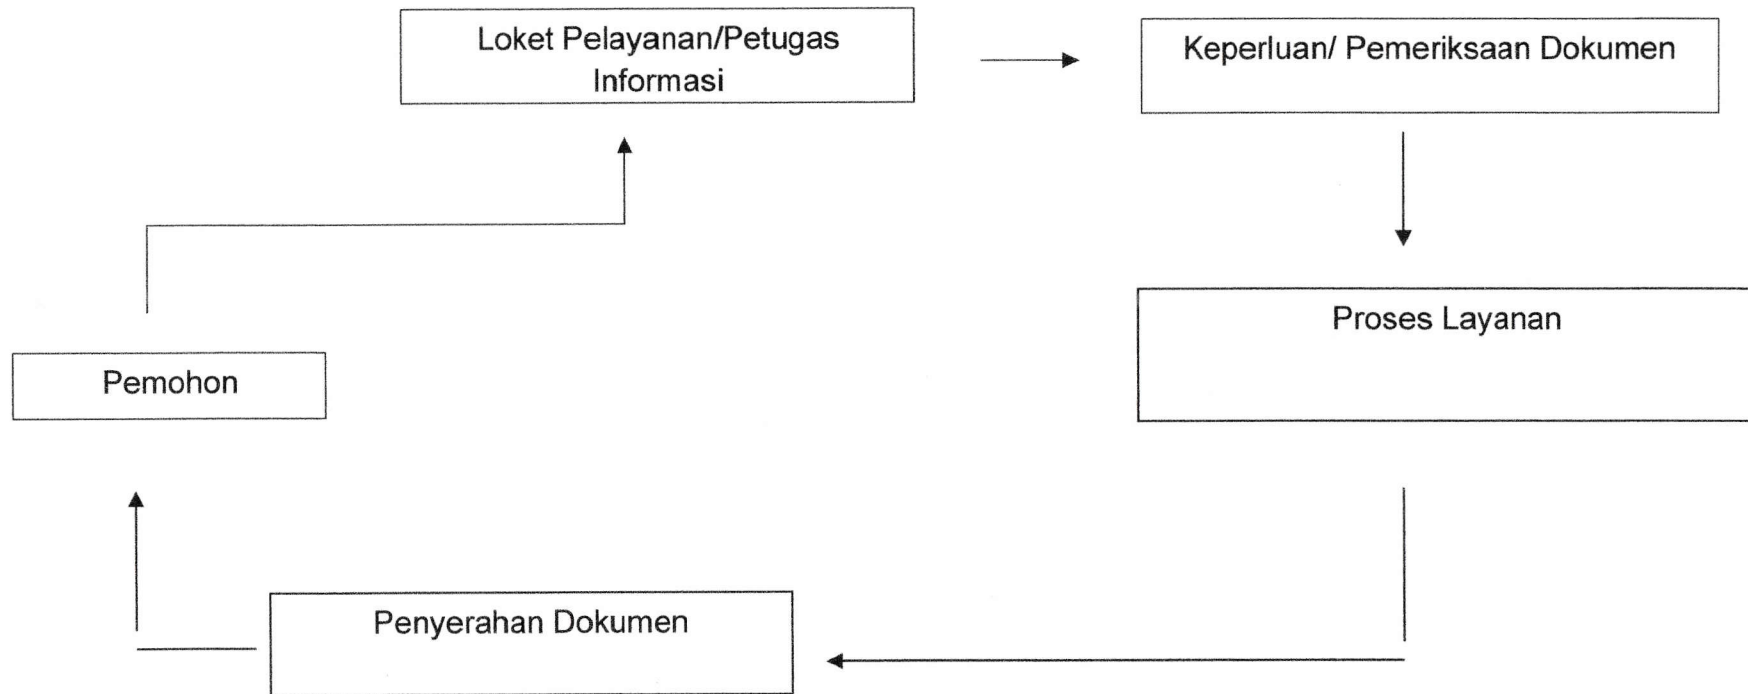 Loket Pelayanan/Petugas
Informasi
Keperluan/ Pemeriksaan Dokumen
Proses Layanan
Pemohon
Penyerahan Dokumen